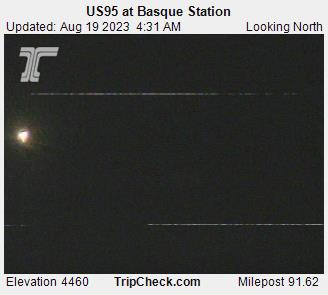 US95 at Basque Station
Updated: Aug 19 2023 4:31 AM Looking North
Elevation 4460 TripCheck.com Milepost 91.62